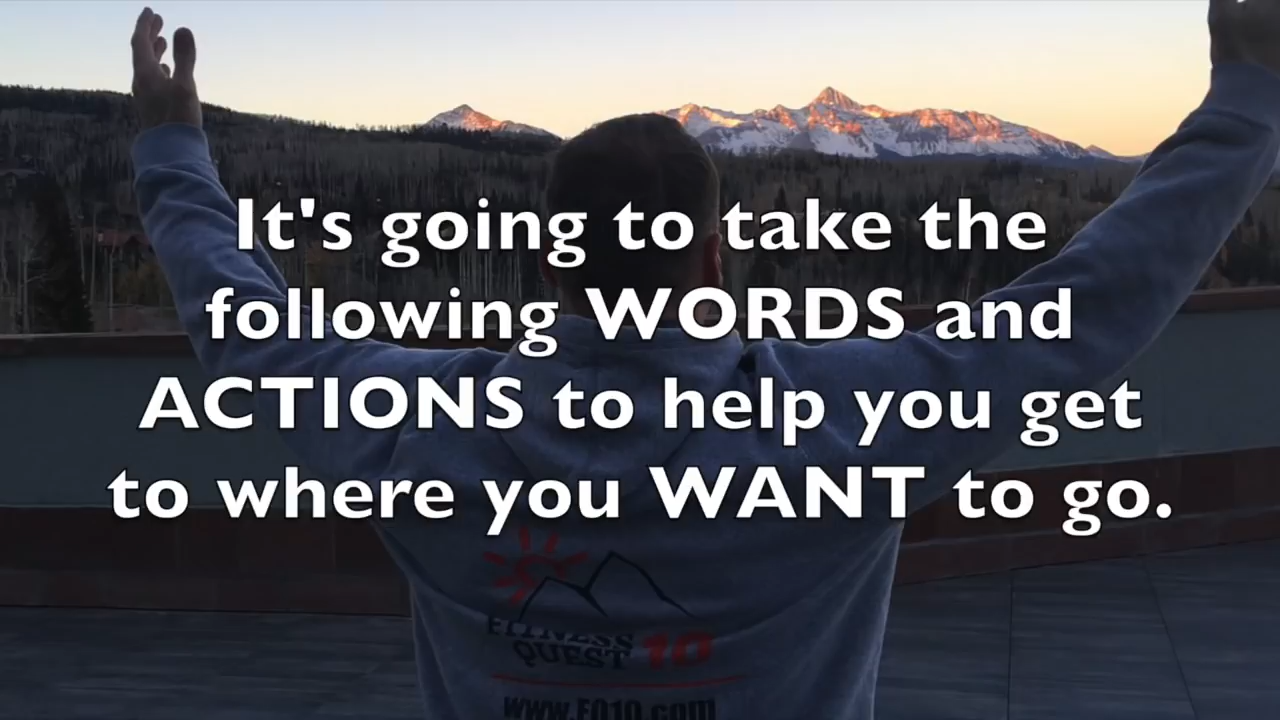 It's going to take the
following WORDS and
ACTIONS to help you get
to where you WANT to go.
FITNESS
QUEST 10
www.FQ10.com